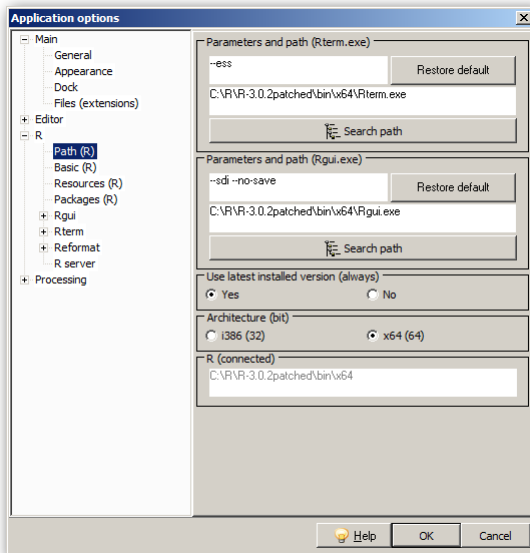 Application options
Main
General
Appearance
Dock
Files (extensions)
Editor
R
Path (R)
Basic (R)
Resources (R)
Packages (R)
Rgui
Rterm
Reformat
R server
Processing
Parameters and path (Rterm.exe)
--ess
Restore default
C:\R\R-3.0.2patched\bin\x64\Rterm.exe
Search path
Parameters and path (Rgui.exe)
--sdi --no-save
Restore default
C:\R\R-3.0.2patched\bin\x64\Rgui.exe
Search path
Use latest installed version (always)
Yes No
Architecture (bit)
i386 (32) x64 (64)
R (connected)
C:\R\R-3.0.2patched\bin\x64
Help OK Cancel